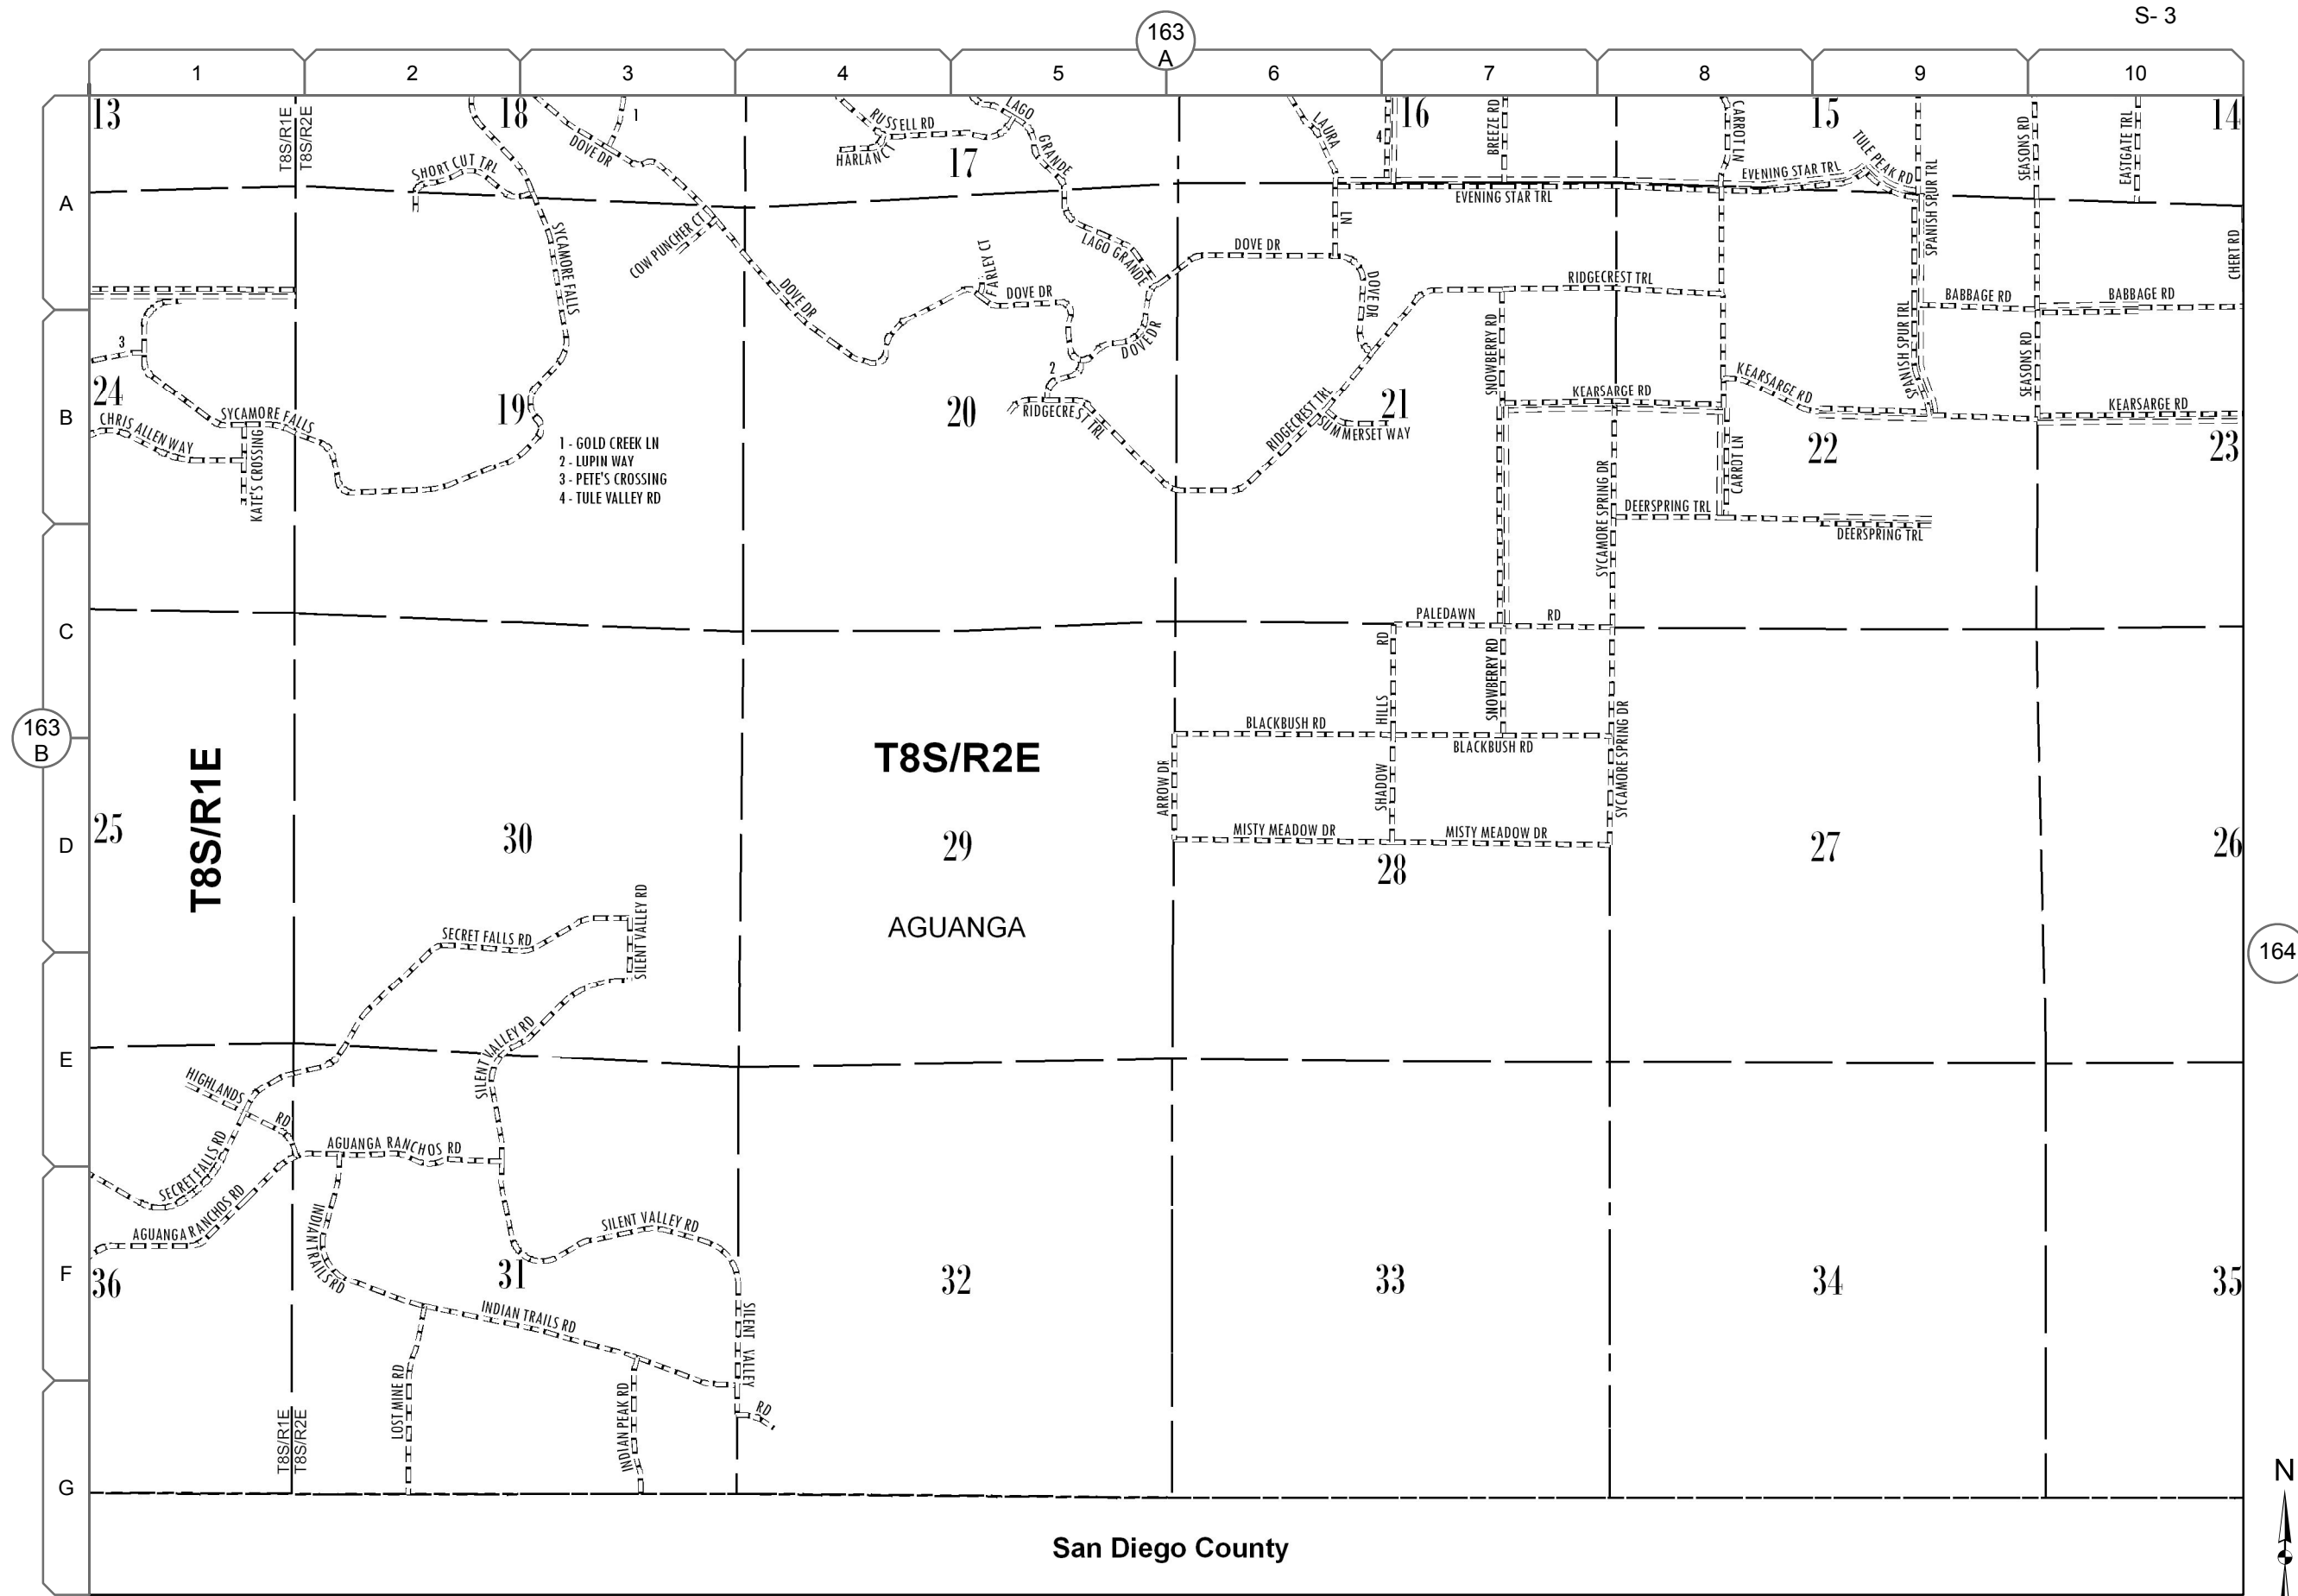 S- 3
163
A
1
2
3
4
5
6
7
8
9
10
A
B
C
D
E
F
G
163
B
164
13
18
17
16
15
14
T8S/R1E
T8S/R2E
1
DOVE DR
SHORT CUT TRL
RUSSELL RD
HARLAN CT
LAGO
GRANDE
LAURA
LN
4
BREEZE RD
CARROT LN
TULE PEAK RD
EVENING STAR TRL
EVENING STAR TRL
SPANISH SPUR TRL
SEASONS RD
EASTGATE TRL
CHERT RD
SYCAMORE FALLS
COW PUNCHER CT
DOVE DR
FARLEY CT
LAGO GRANDE
DOVE DR
DOVE DR
DOVE DR
DOVE DR
RIDGECREST TRL
BABBAGE RD
BABBAGE RD
3
24
CHRIS ALLEN WAY
SYCAMORE FALLS
KATE'S CROSSING
19
1 - GOLD CREEK LN
2 - LUPIN WAY
3 - PETE'S CROSSING
4 - TULE VALLEY RD
20
2
RIDGECREST TRL
RIDGECREST TRL
SUMMERSET WAY
21
SNOWBERRY RD
KEARSARGE RD
KEARSARGE RD
SPANISH SPUR TRL
SEASONS RD
KEARSARGE RD
CARROT LN
22
23
SYCAMORE SPRING DR
DEERSPRING TRL
DEERSPRING TRL
PALEDAWN
RD
SHADOW
HILLS
RD
SNOWBERRY RD
BLACKBUSH RD
BLACKBUSH RD
SYCAMORE SPRING DR
ARROW DR
MISTY MEADOW DR
MISTY MEADOW DR
T8S/R1E
T8S/R2E
25
30
29
28
27
26
AGUANGA
SECRET FALLS RD
SILENT VALLEY RD
SILENT VALLEY RD
HIGHLANDS
RD
SECRET FALLS RD
AGUANGA RANCHOS RD
AGUANGA RANCHOS RD
INDIAN TRAILS RD
SILENT VALLEY RD
36
31
32
33
34
35
INDIAN TRAILS RD
SILENT VALLEY
RD
LOST MINE RD
INDIAN PEAK RD
T8S/R1E
T8S/R2E
San Diego County
N